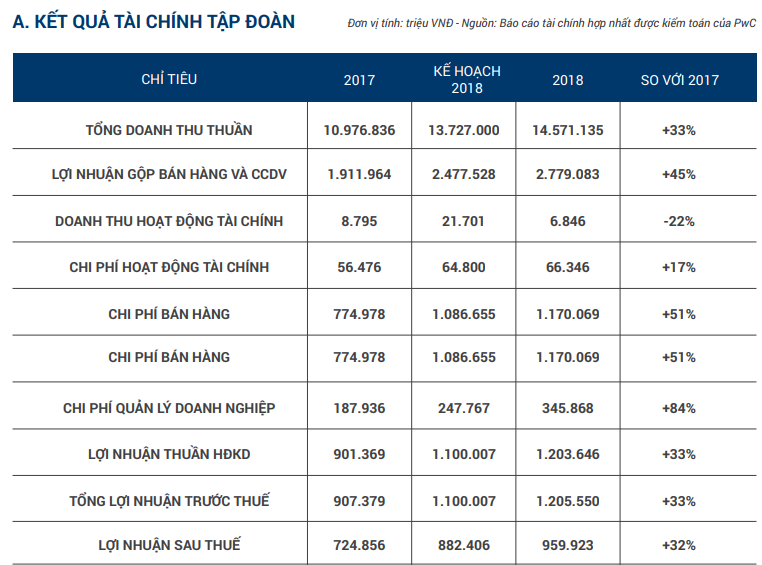 A. KẾT QUẢ TÀI CHÍNH TẬP ĐOÀN
Đơn vị tính: triệu VNĐ - Nguồn: Báo cáo tài chính hợp nhất được kiểm toán của PwC
CHỈ TIÊU 2017 KẾ HOẠCH 2018 2018 SO VỚI 2017
TỔNG DOANH THU THUẦN 10.976.836 13.727.000 14.571.135 +33%
LỢI NHUẬN GỘP BÁN HÀNG VÀ CCDV 1.911.964 2.477.528 2.779.083 +45%
DOANH THU HOẠT ĐỘNG TÀI CHÍNH 8.795 21.701 6.846 -22%
CHI PHÍ HOẠT ĐỘNG TÀI CHÍNH 56.476 64.800 66.346 +17%
CHI PHÍ BÁN HÀNG 774.978 1.086.655 1.170.069 +51%
CHI PHÍ BÁN HÀNG 774.978 1.086.655 1.170.069 +51%
CHI PHÍ QUẢN LÝ DOANH NGHIỆP 187.936 247.767 345.868 +84%
LỢI NHUẬN THUẦN HĐKD 901.369 1.100.007 1.203.646 +33%
TỔNG LỢI NHUẬN TRƯỚC THUẾ 907.379 1.100.007 1.205.550 +33%
LỢI NHUẬN SAU THUẾ 724.856 882.406 959.923 +32%